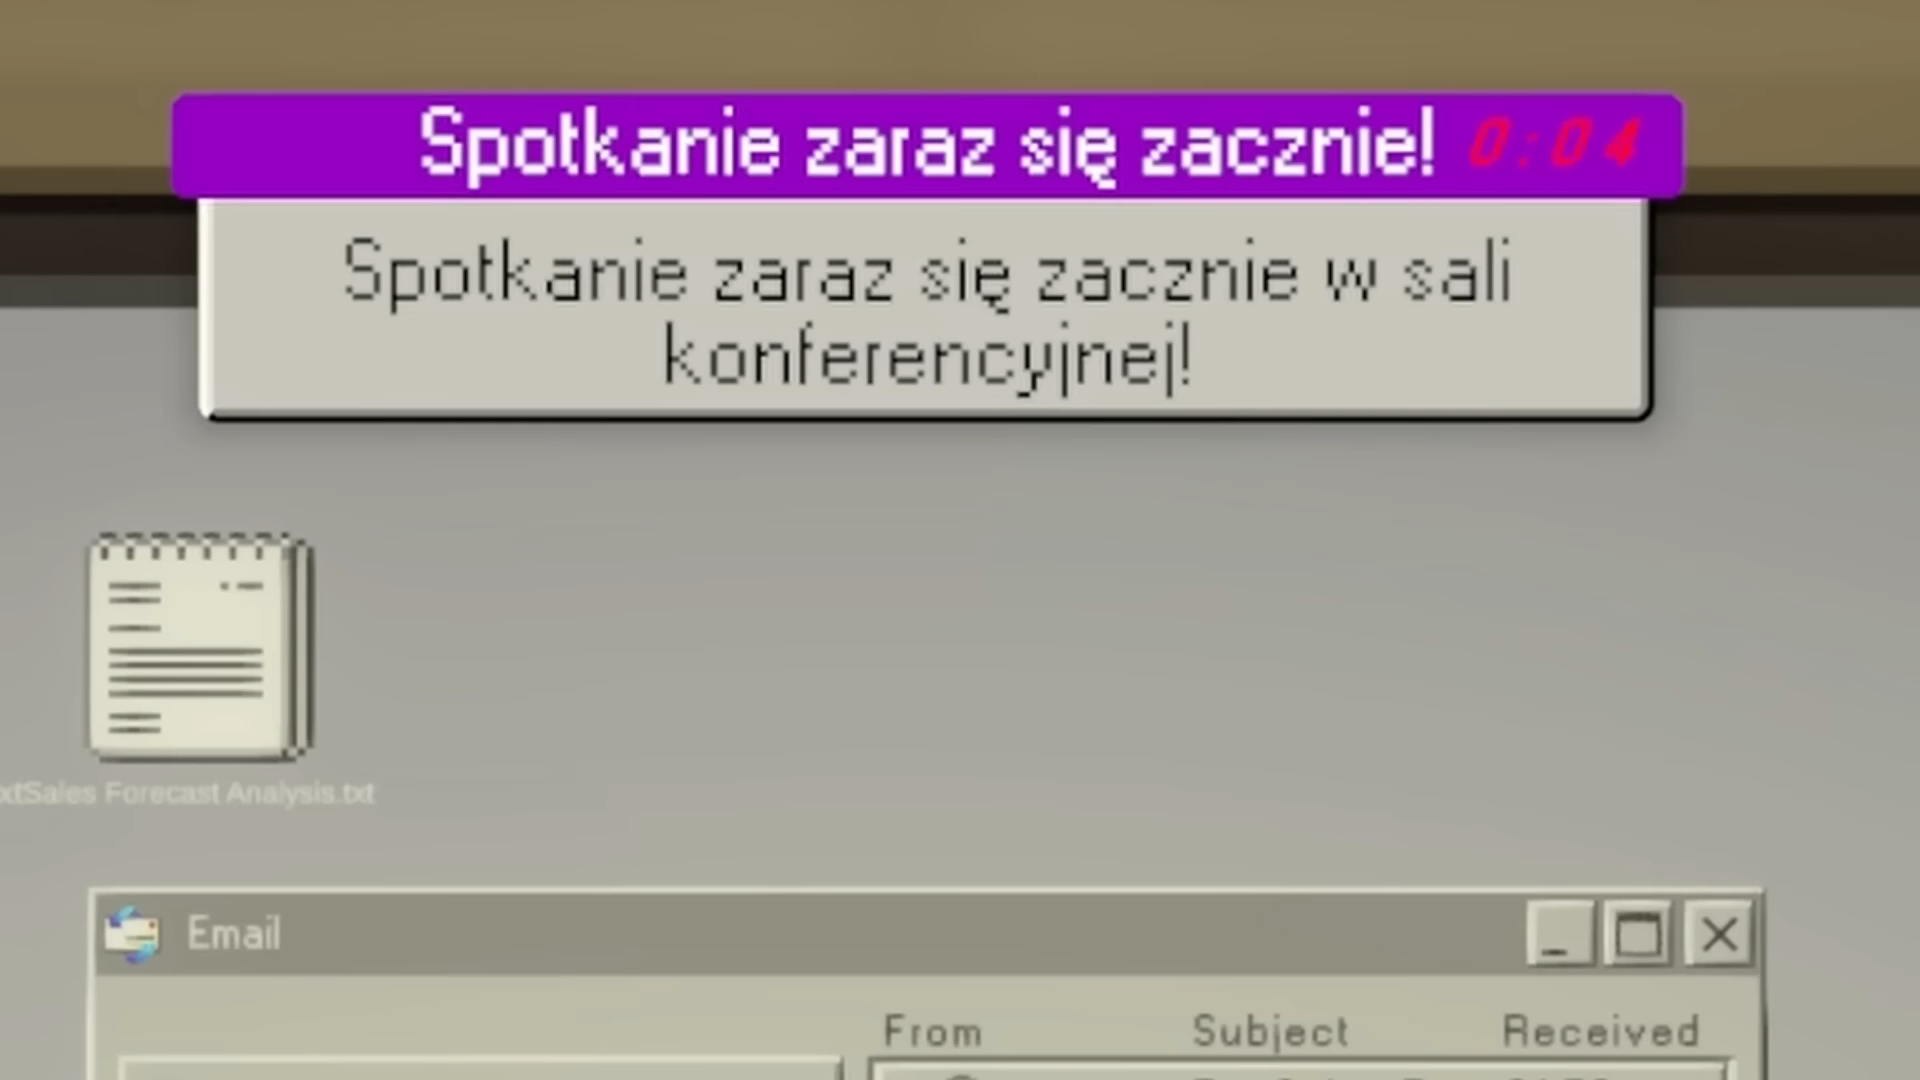 Spotkanie zaraz się zacznie! 0:04
Spotkanie zaraz się zacznie w sali
konferencyjnej!
xtSales Forecast Analysis.txt
Email
From Subject Received